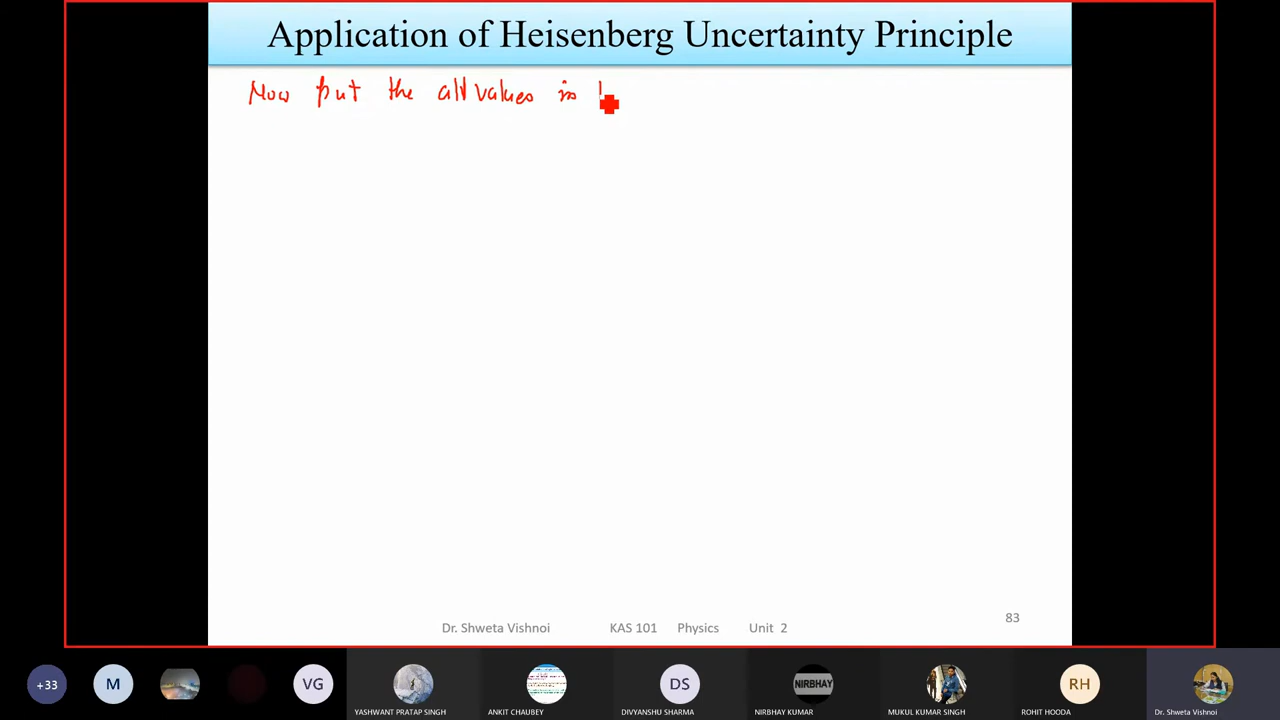 Application of Heisenberg Uncertainty Principle
Now put the all values in
83
Dr. Shweta Vishnoi KAS 101 Physics Unit 2
+33 M VG DS NIRBHAY RH
YASHWANT PRATAP SINGH ANKIT CHAUBEY DIVYANSHU SHARMA NIRBHAY KUMAR MUKUL KUMAR SINGH ROHIT HOODA Dr. Shweta Vishnoi